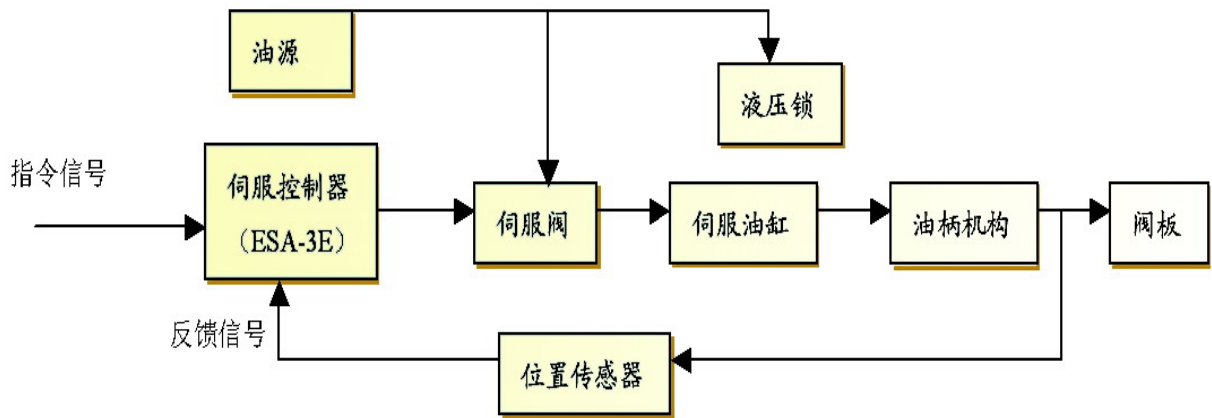 油源
液压锁
指令信号
伺服控制器
（ESA-3E）
伺服阀
伺服油缸
油柄机构
阀板
反馈信号
位置传感器